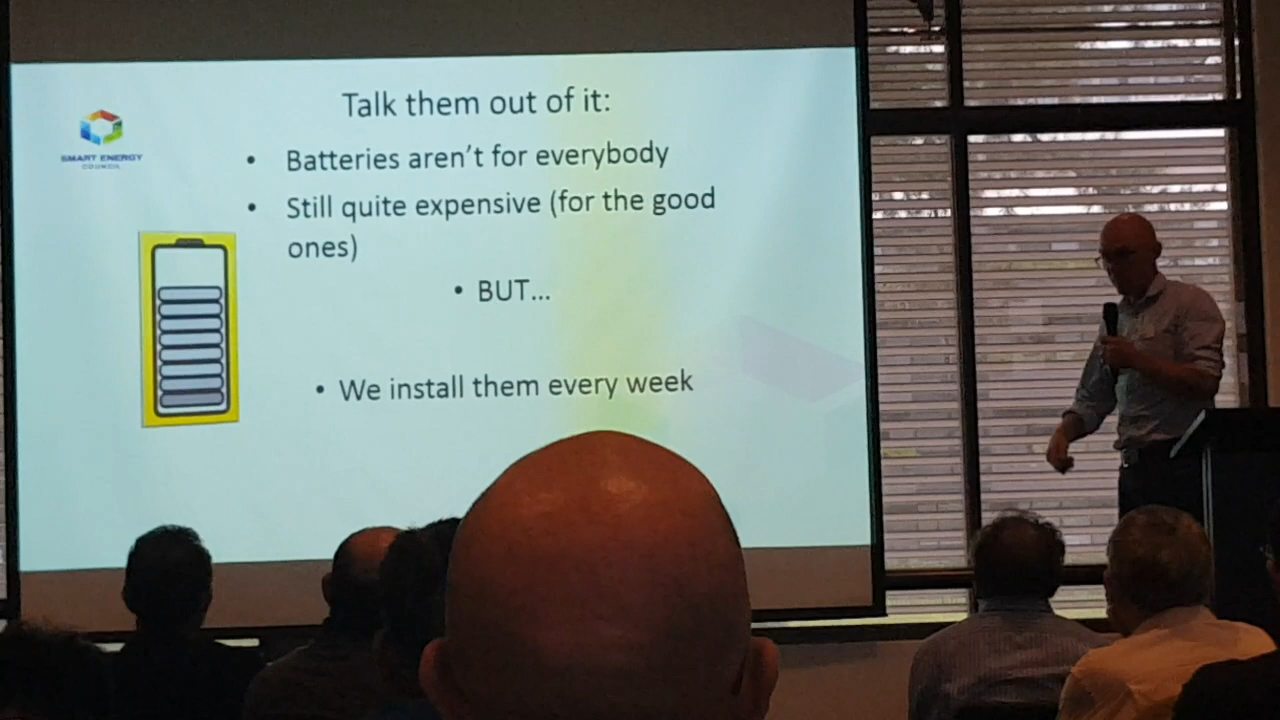 Talk them out of it:
SMART ENERGY
COUNCIL
• Batteries aren't for everybody
• Still quite expensive (for the good
ones)
• BUT...
• We install them every week